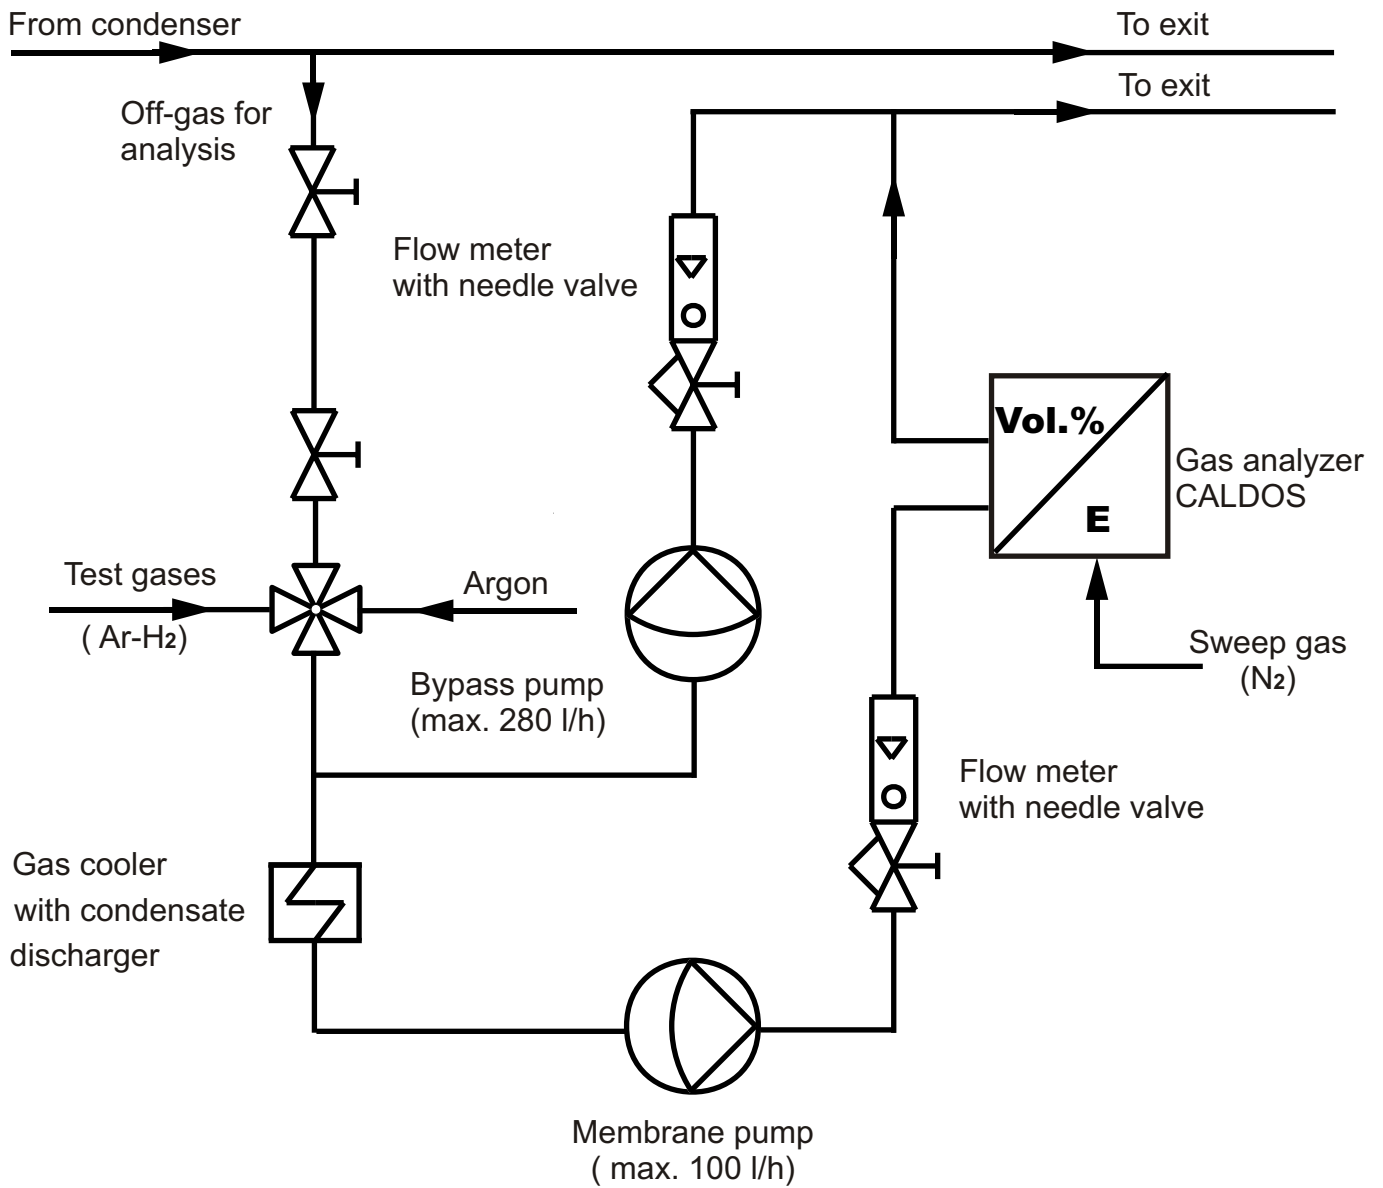 From condenser
To exit
To exit
Off-gas for
analysis
Flow meter
with needle valve
Vol.%
E
Gas analyzer
CALDOS
Test gases
( Ar-H2)
Argon
Sweep gas
(N2)
Bypass pump
(max. 280 l/h)
Flow meter
with needle valve
Gas cooler
with condensate
discharger
Membrane pump
( max. 100 l/h)